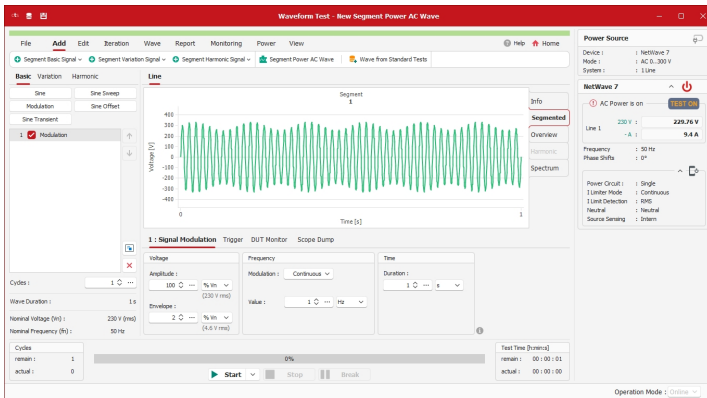 Waveform Test - New Segment Power AC Wave
File Add Edit Iteration Wave Report Monitoring Power View Help Home
Segment Basic Signal Segment Variation Signal Segment Harmonic Signal Segment Power AC Wave Wave from Standard Tests
Basic Variation Harmonic
Sine Sine Sweep
Modulation Sine Offset
Sine Transient
1 Modulation
Cycles : 1 ...
Wave Duration : 1 s
Nominal Voltage (Vn) : 230 V (rms)
Nominal Frequency (fn) : 50 Hz
Line
Segment
1
Voltage [V]
400
300
200
100
0
-100
-200
-300
-400
0 1
Time [s]
Info
Segmented
Overview
Harmonic
Spectrum
1 : Signal Modulation Trigger DUT Monitor Scope Dump
Voltage
Amplitude :
100 ... % Vn
(230 V rms)
Envelope :
2 ... % Vn
(4.6 V rms)
Frequency
Modulation : Continuous
Value : 1 ... Hz
Time
Duration :
1 ... s
Cycles
remain : 1
actual : 0
0%
Start Stop Break
Test Time [h:min:s]
remain : 00 : 00 : 01
actual : 00 : 00 : 00
Power Source
Device : : NetWave 7
Mode : : AC 0...300 V
System : : 1 Line
NetWave 7
AC Power is on TEST ON
Line 1
230 V : 229.76 V
-A : 9.4 A
Frequency : 50 Hz
Phase Shifts : 0°
Power Circuit : : Single
I Limiter Mode : Continuous
I Limit Detection : RMS
Neutral : Neutral
Source Sensing : Intern
Operation Mode : Online